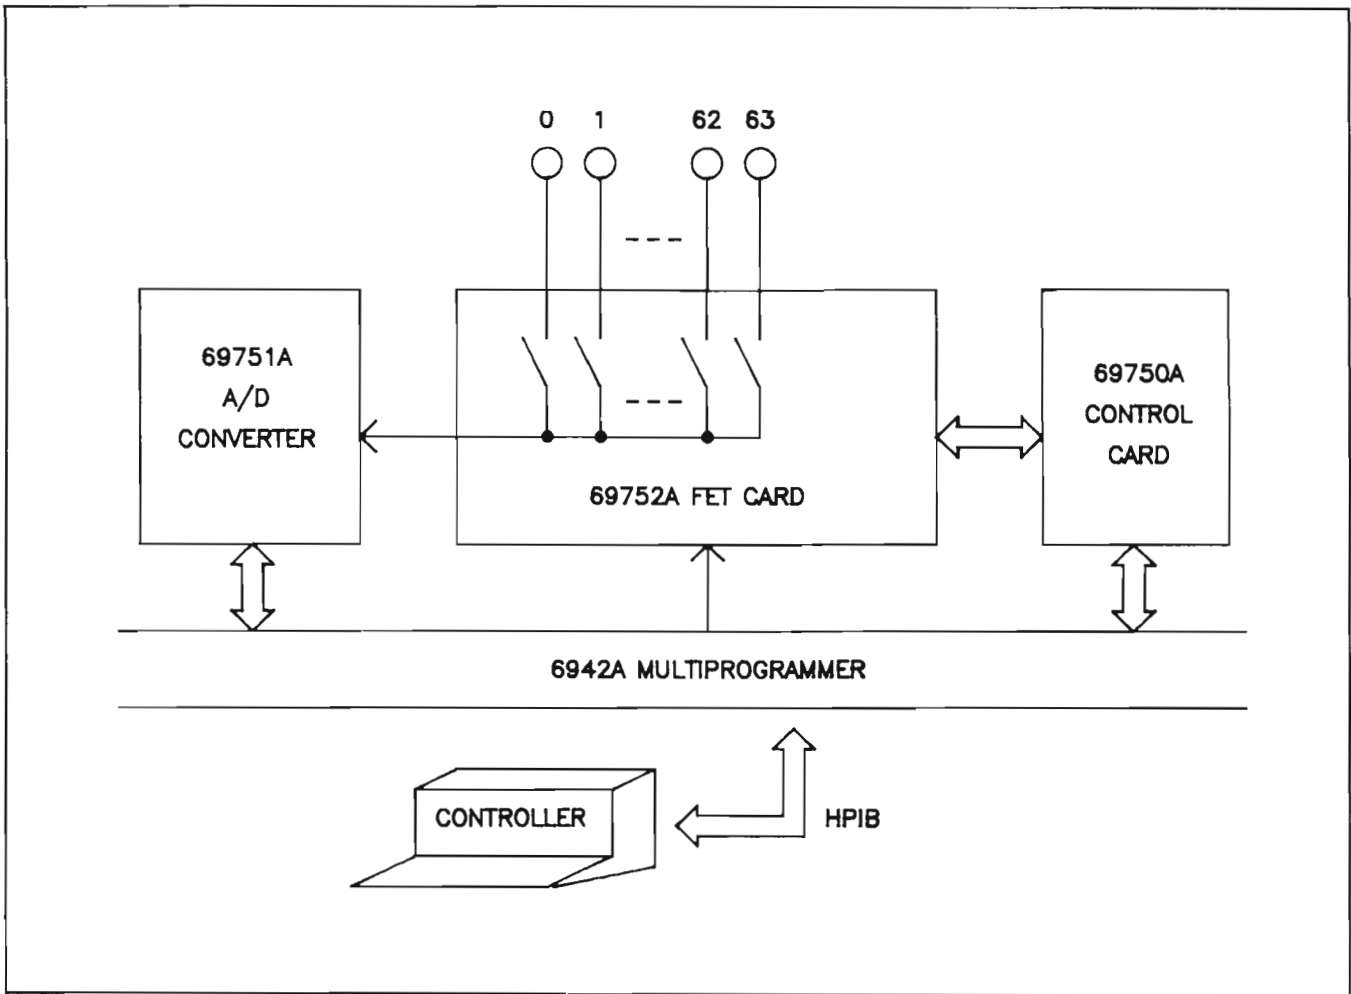 0 1 62 63
69751A
A/D
CONVERTER
69750A
CONTROL
CARD
69752A FET CARD
6942A MULTIPROGRAMMER
CONTROLLER
HPIB